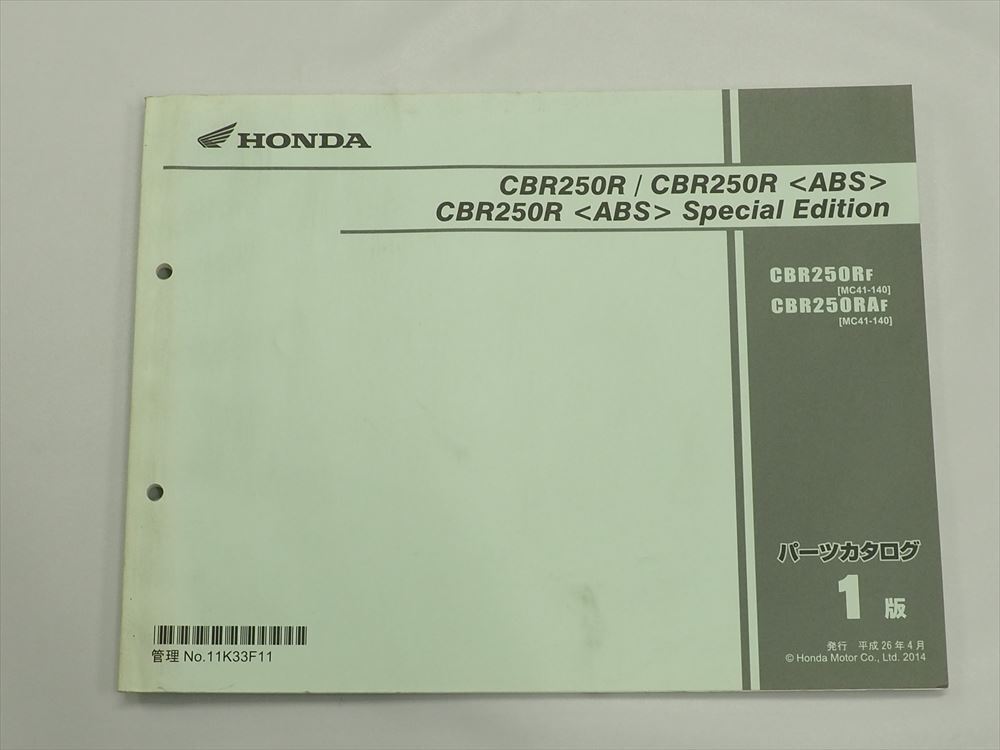 HONDA
CBR250R / CBR250R <ABS>
CBR250R <ABS> Special Edition
CBR250RF
[MC41-140]
CBR250RAF
[MC41-140]
パーツカタログ
1 版
発行 平成26年4月
© Honda Motor Co., Ltd. 2014
管理 No.11K33F11